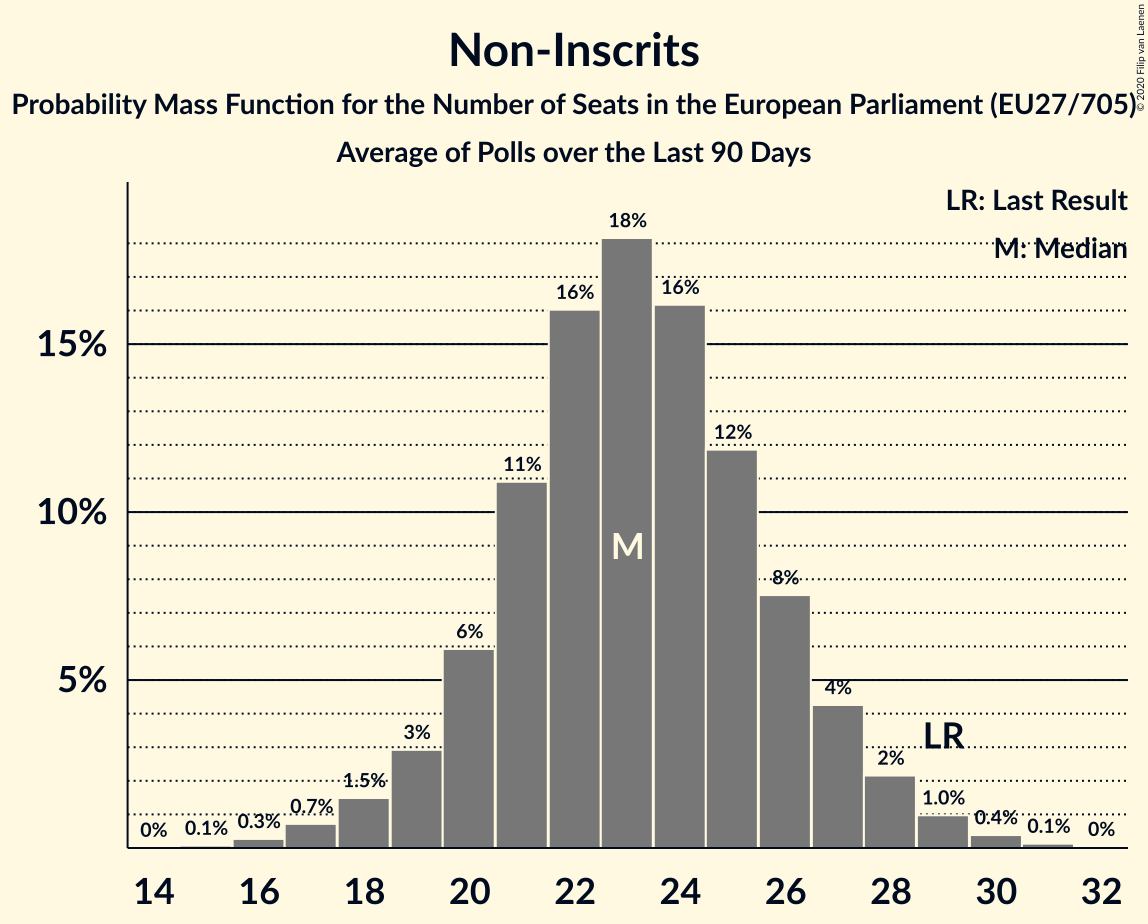 Non-Inscrits
Probability Mass Function for the Number of Seats in the European Parliament (EU27/705)
Average of Polls over the Last 90 Days
© 2020 Filip van Laenen
LR: Last Result
M: Median
15%
10%
5%
0%
0.1%
0.3%
0.7%
1.5%
3%
6%
11%
16%
18%
16%
12%
8%
4%
2%
1.0%
0.4%
0.1%
0%
M
LR
14 16 18 20 22 24 26 28 30 32